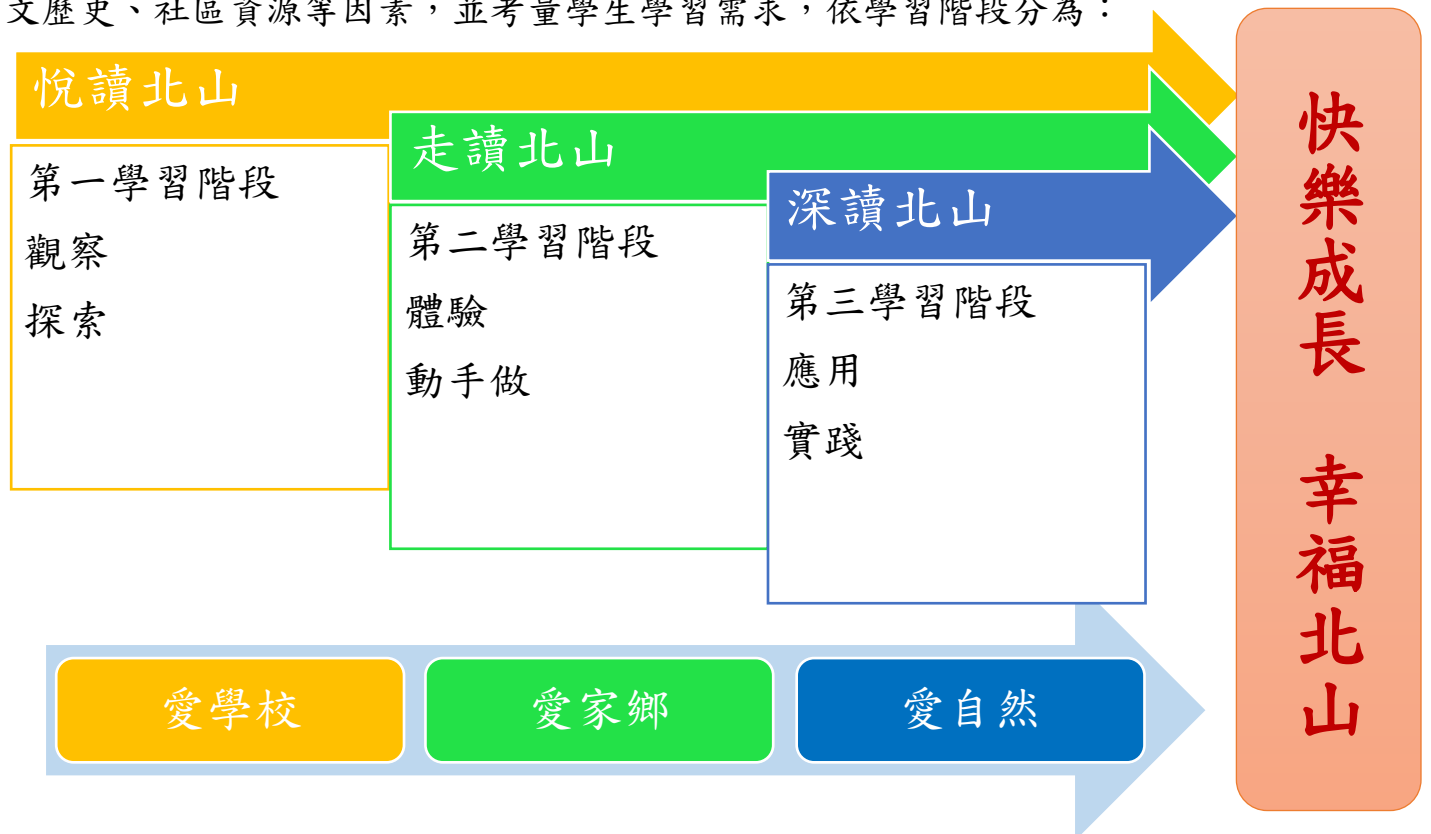 文歷史、社區資源等因素，並考量學生學習需求，依學習階段分為：
悅讀北山
第一學習階段
觀察
探索
走讀北山
第二學習階段
體驗
動手做
深讀北山
第三學習階段
應用
實踐
愛學校
愛家鄉
愛自然
快樂成長　幸福北山